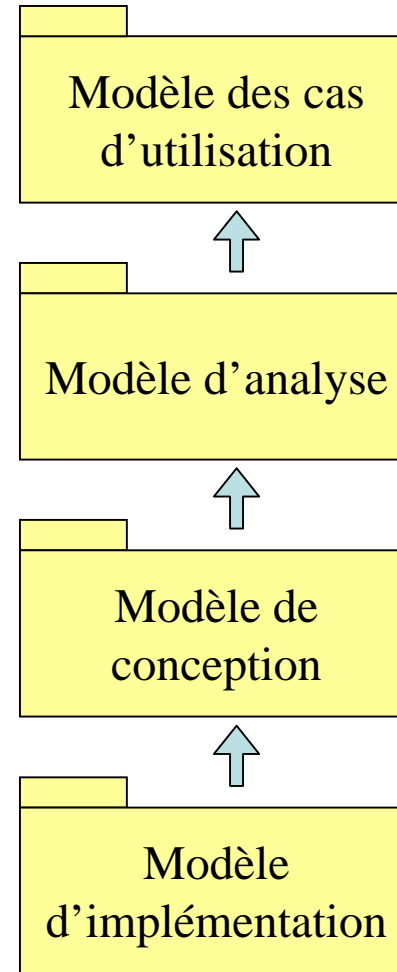 Modèle des cas
d’utilisation
Modèle d’analyse
Modèle de
conception
Modèle
d’implémentation